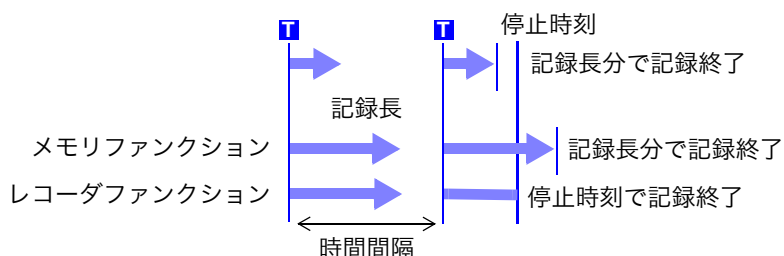 T
T
停止時刻
記録長分で記録終了
記録長
メモリファンクション
記録長分で記録終了
レコーダファンクション
停止時刻で記録終了
時間間隔